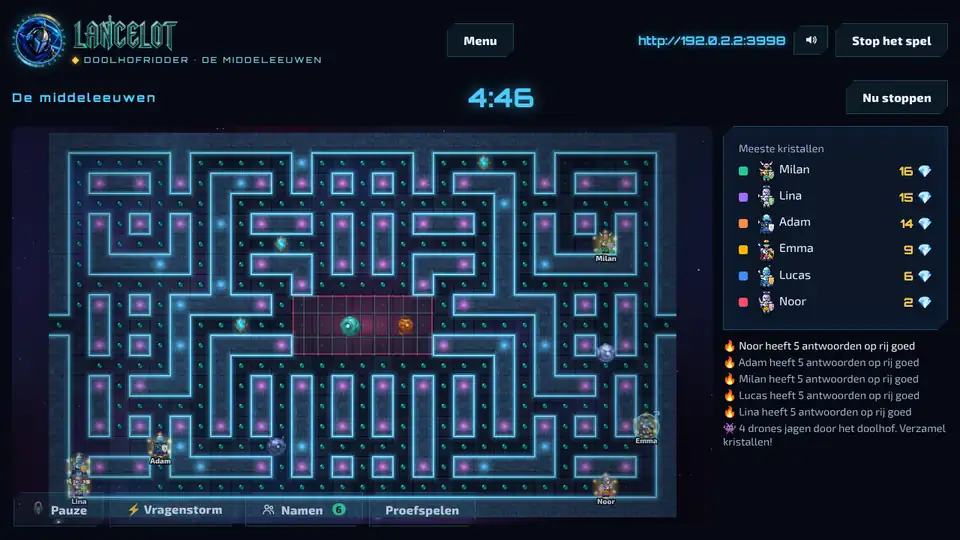 LANCELOT
DOOLHOFRIDDER · DE MIDDELEEUWEN
Menu
http://192.0.2.2:3998
Stop het spel
De middeleeuwen
4:46
Nu stoppen
Meeste kristallen
Milan 16
Lina 15
Adam 14
Emma 9
Lucas 6
Noor 2
Noor heeft 5 antwoorden op rij goed
Adam heeft 5 antwoorden op rij goed
Milan heeft 5 antwoorden op rij goed
Lucas heeft 5 antwoorden op rij goed
Lina heeft 5 antwoorden op rij goed
4 drones jagen door het doolhof. Verzamel
kristallen!
Milan
Emma
Adam
Lina
Noor
Pauze
Vragenstorm
Namen 6
Proefspelen